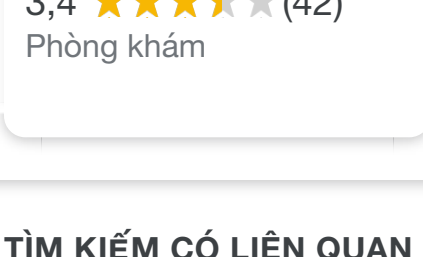 3,4 (42)
Phòng khám
TÌM KIẾM CÓ LIÊN QUAN